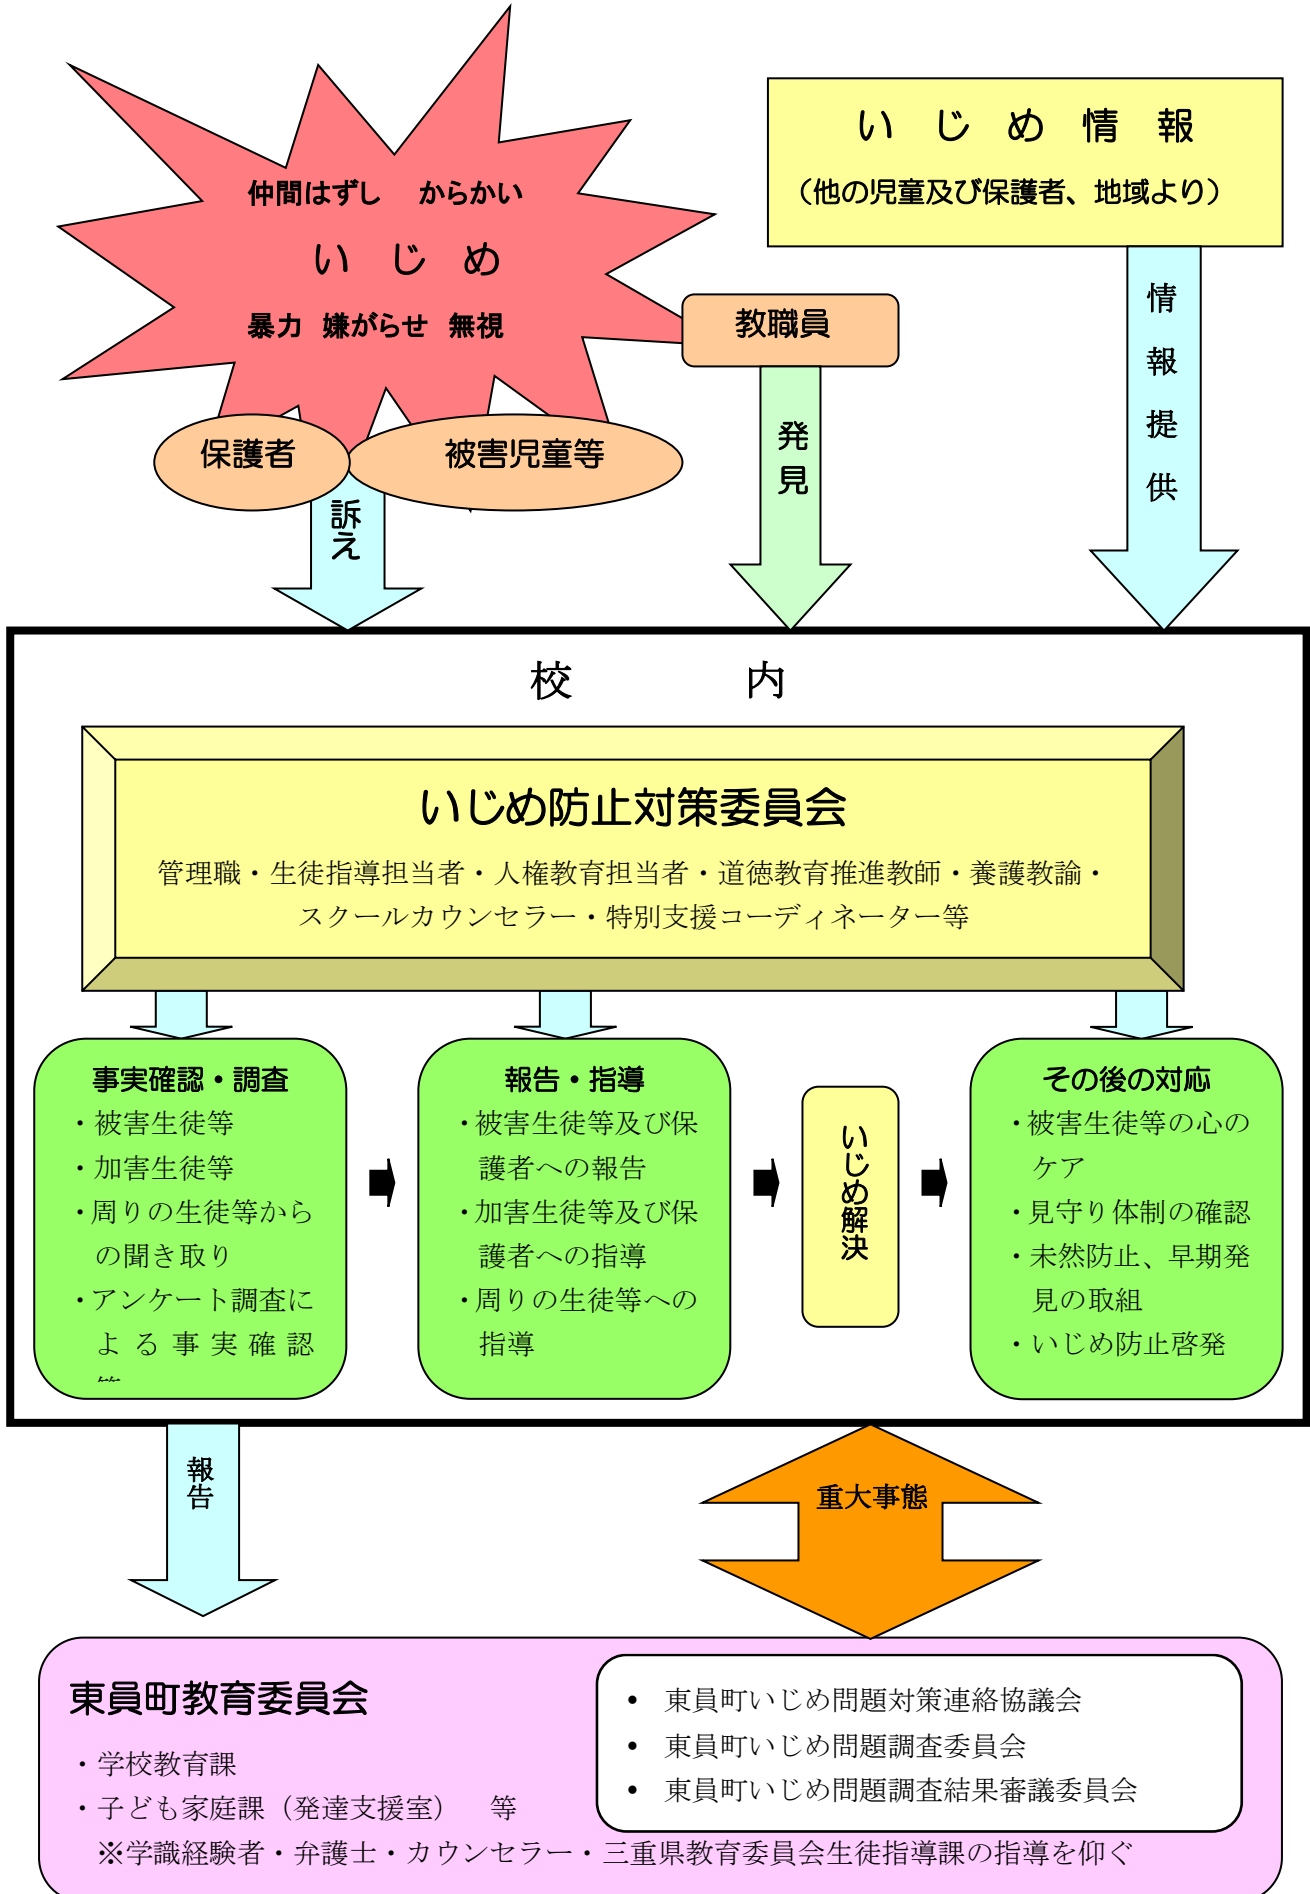 仲間はずし　からかい
い　じ　め
暴力　嫌がらせ　無視
い　じ　め　情　報
（他の児童及び保護者、地域より）
教職員
保護者
被害児童等
訴え
発見
情報提供
校　　　　内
いじめ防止対策委員会
管理職・生徒指導担当者・人権教育担当者・道徳教育推進教師・養護教諭・
スクールカウンセラー・特別支援コーディネーター等
事実確認・調査
・被害生徒等
・加害生徒等
・周りの生徒等から
の聞き取り
・アンケート調査に
よる事実確認
報告・指導
・被害生徒等及び保
護者への報告
・加害生徒等及び保
護者への指導
・周りの生徒等への
指導
いじめ解決
その後の対応
・被害生徒等の心の
ケア
・見守り体制の確認
・未然防止、早期発
見の取組
・いじめ防止啓発
報告
重大事態
東員町教育委員会
・学校教育課
・子ども家庭課（発達支援室）　等
※学識経験者・弁護士・カウンセラー・三重県教育委員会生徒指導課の指導を仰ぐ
• 東員町いじめ問題対策連絡協議会
• 東員町いじめ問題調査委員会
• 東員町いじめ問題調査結果審議委員会